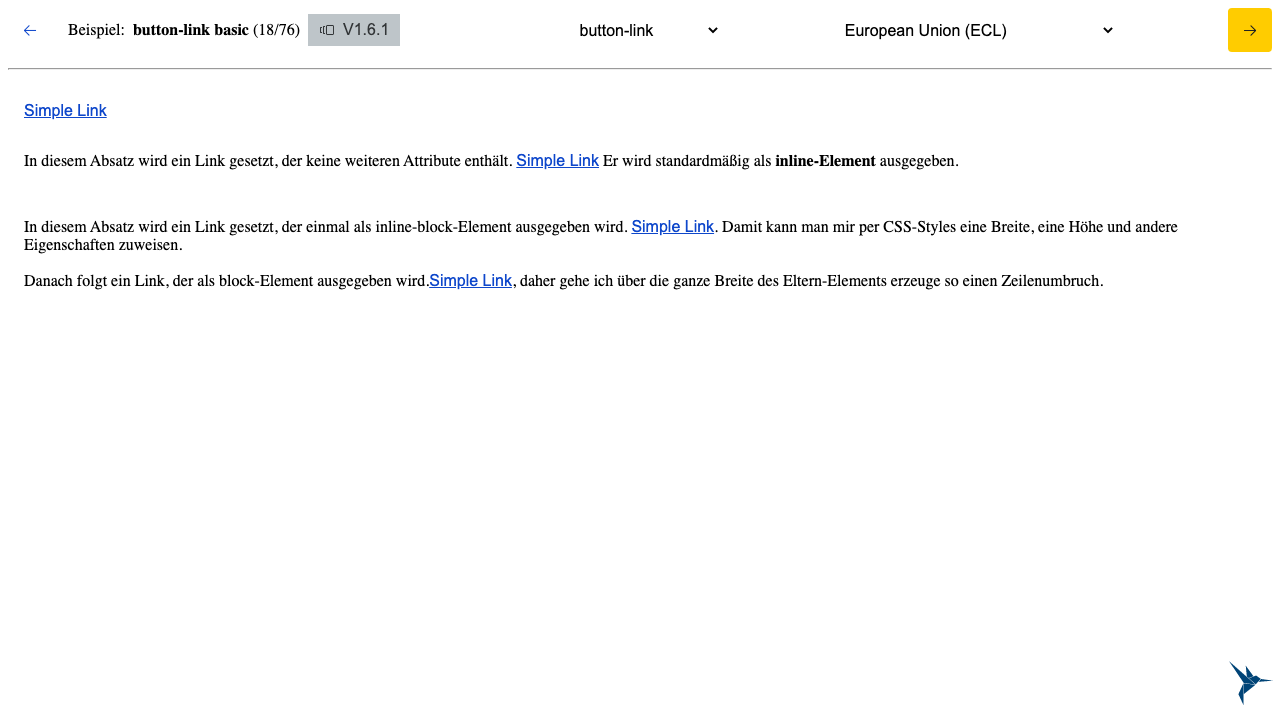 Beispiel: button-link basic (18/76) V1.6.1 button-link European Union (ECL)
Simple Link
In diesem Absatz wird ein Link gesetzt, der keine weiteren Attribute enthält. Simple Link Er wird standardmäßig als inline-Element ausgegeben.
In diesem Absatz wird ein Link gesetzt, der einmal als inline-block-Element ausgegeben wird. Simple Link. Damit kann man mir per CSS-Styles eine Breite, eine Höhe und andere
Eigenschaften zuweisen.
Danach folgt ein Link, der als block-Element ausgegeben wird.Simple Link, daher gehe ich über die ganze Breite des Eltern-Elements erzeuge so einen Zeilenumbruch.